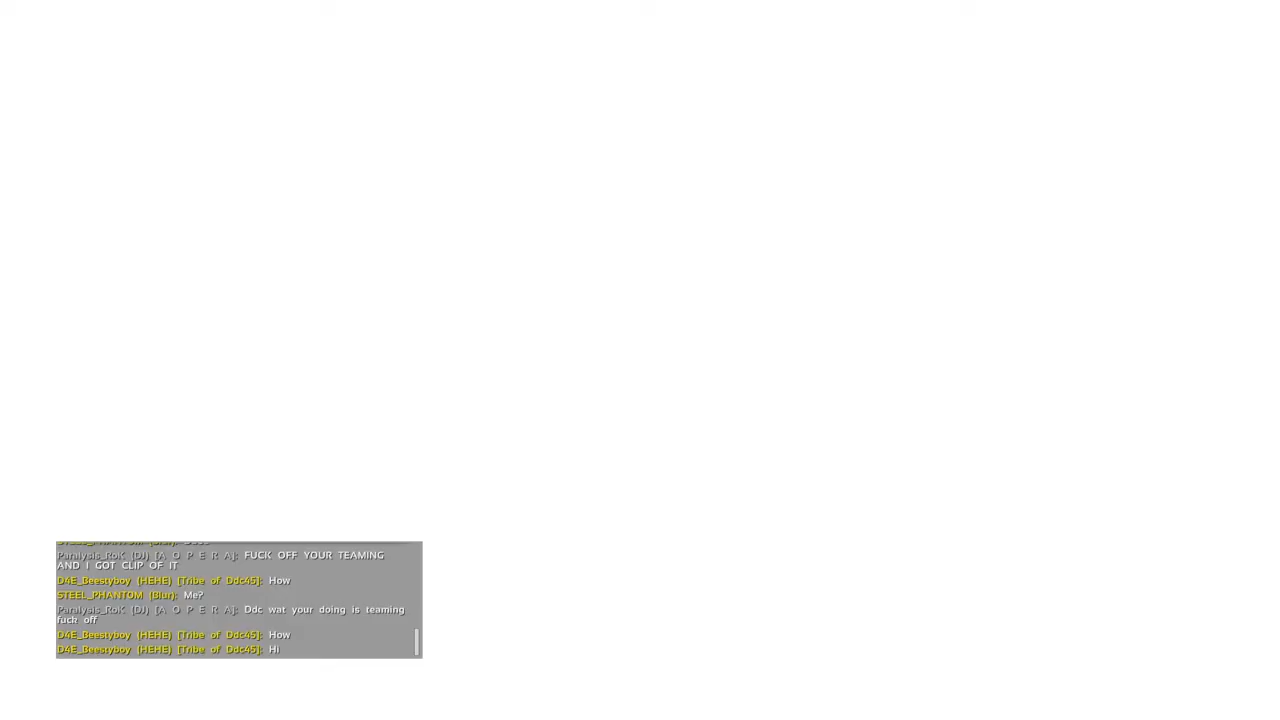 Paralysis_RoK (DJ) [A O P E R A]: FUCK OFF YOUR TEAMING
AND I GOT CLIP OF IT
D4E_Beestyboy (HEHE) [Tribe of Ddc45]: How
STEEL_PHANTOM (Blur): Me?
Paralysis_RoK (DJ) [A O P E R A]: Ddc wat your doing is teaming
fuck off
D4E_Beestyboy (HEHE) [Tribe of Ddc45]: How
D4E_Beestyboy (HEHE) [Tribe of Ddc45]: Hi